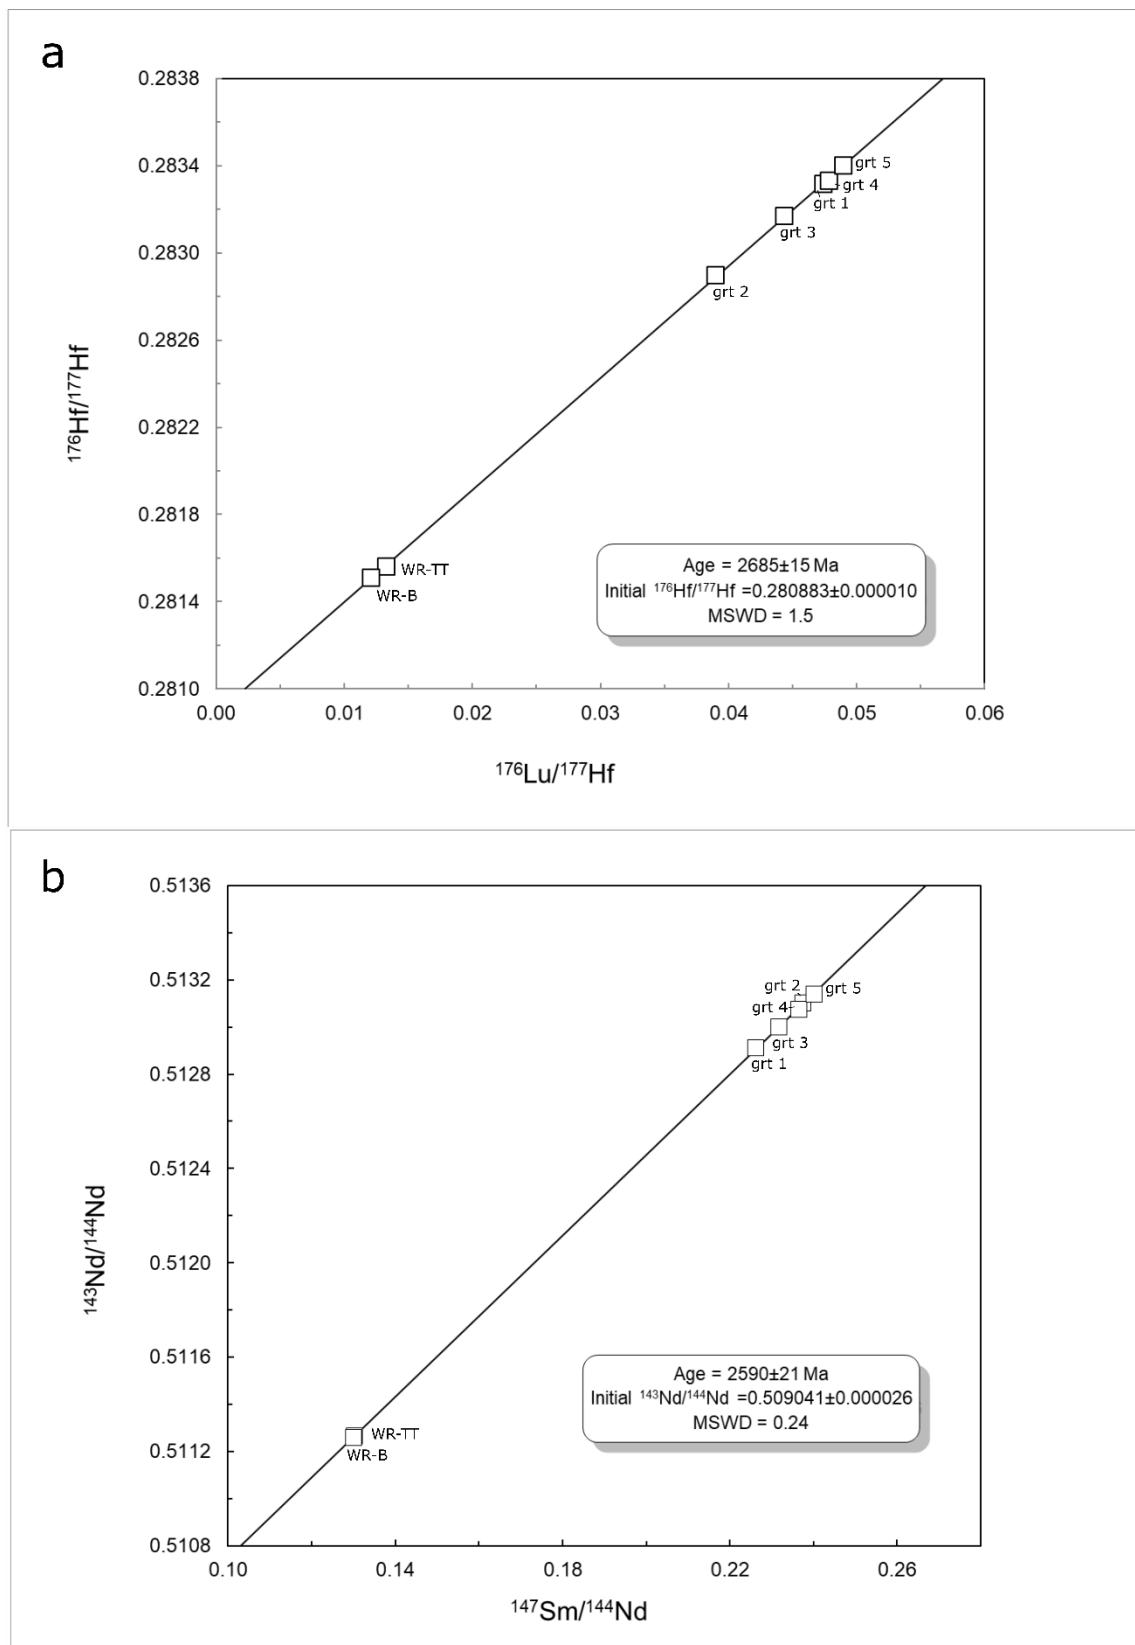 a
0.2838
0.2834
0.2830
0.2826
0.2822
0.2818
0.2814
0.2810
¹⁷⁶Hf/¹⁷⁷Hf
grt 5
grt 4
grt 1
grt 3
grt 2
WR-TT
WR-B
Age = 2685±15 Ma
Initial ¹⁷⁶Hf/¹⁷⁷Hf =0.280883±0.000010
MSWD = 1.5
0.00 0.01 0.02 0.03 0.04 0.05 0.06
¹⁷⁶Lu/¹⁷⁷Hf
b
0.5136
0.5132
0.5128
0.5124
0.5120
0.5116
0.5112
0.5108
¹⁴³Nd/¹⁴⁴Nd
grt 2
grt 5
grt 4
grt 3
grt 1
WR-TT
WR-B
Age = 2590±21 Ma
Initial ¹⁴³Nd/¹⁴⁴Nd =0.509041±0.000026
MSWD = 0.24
0.10 0.14 0.18 0.22 0.26
¹⁴⁷Sm/¹⁴⁴Nd